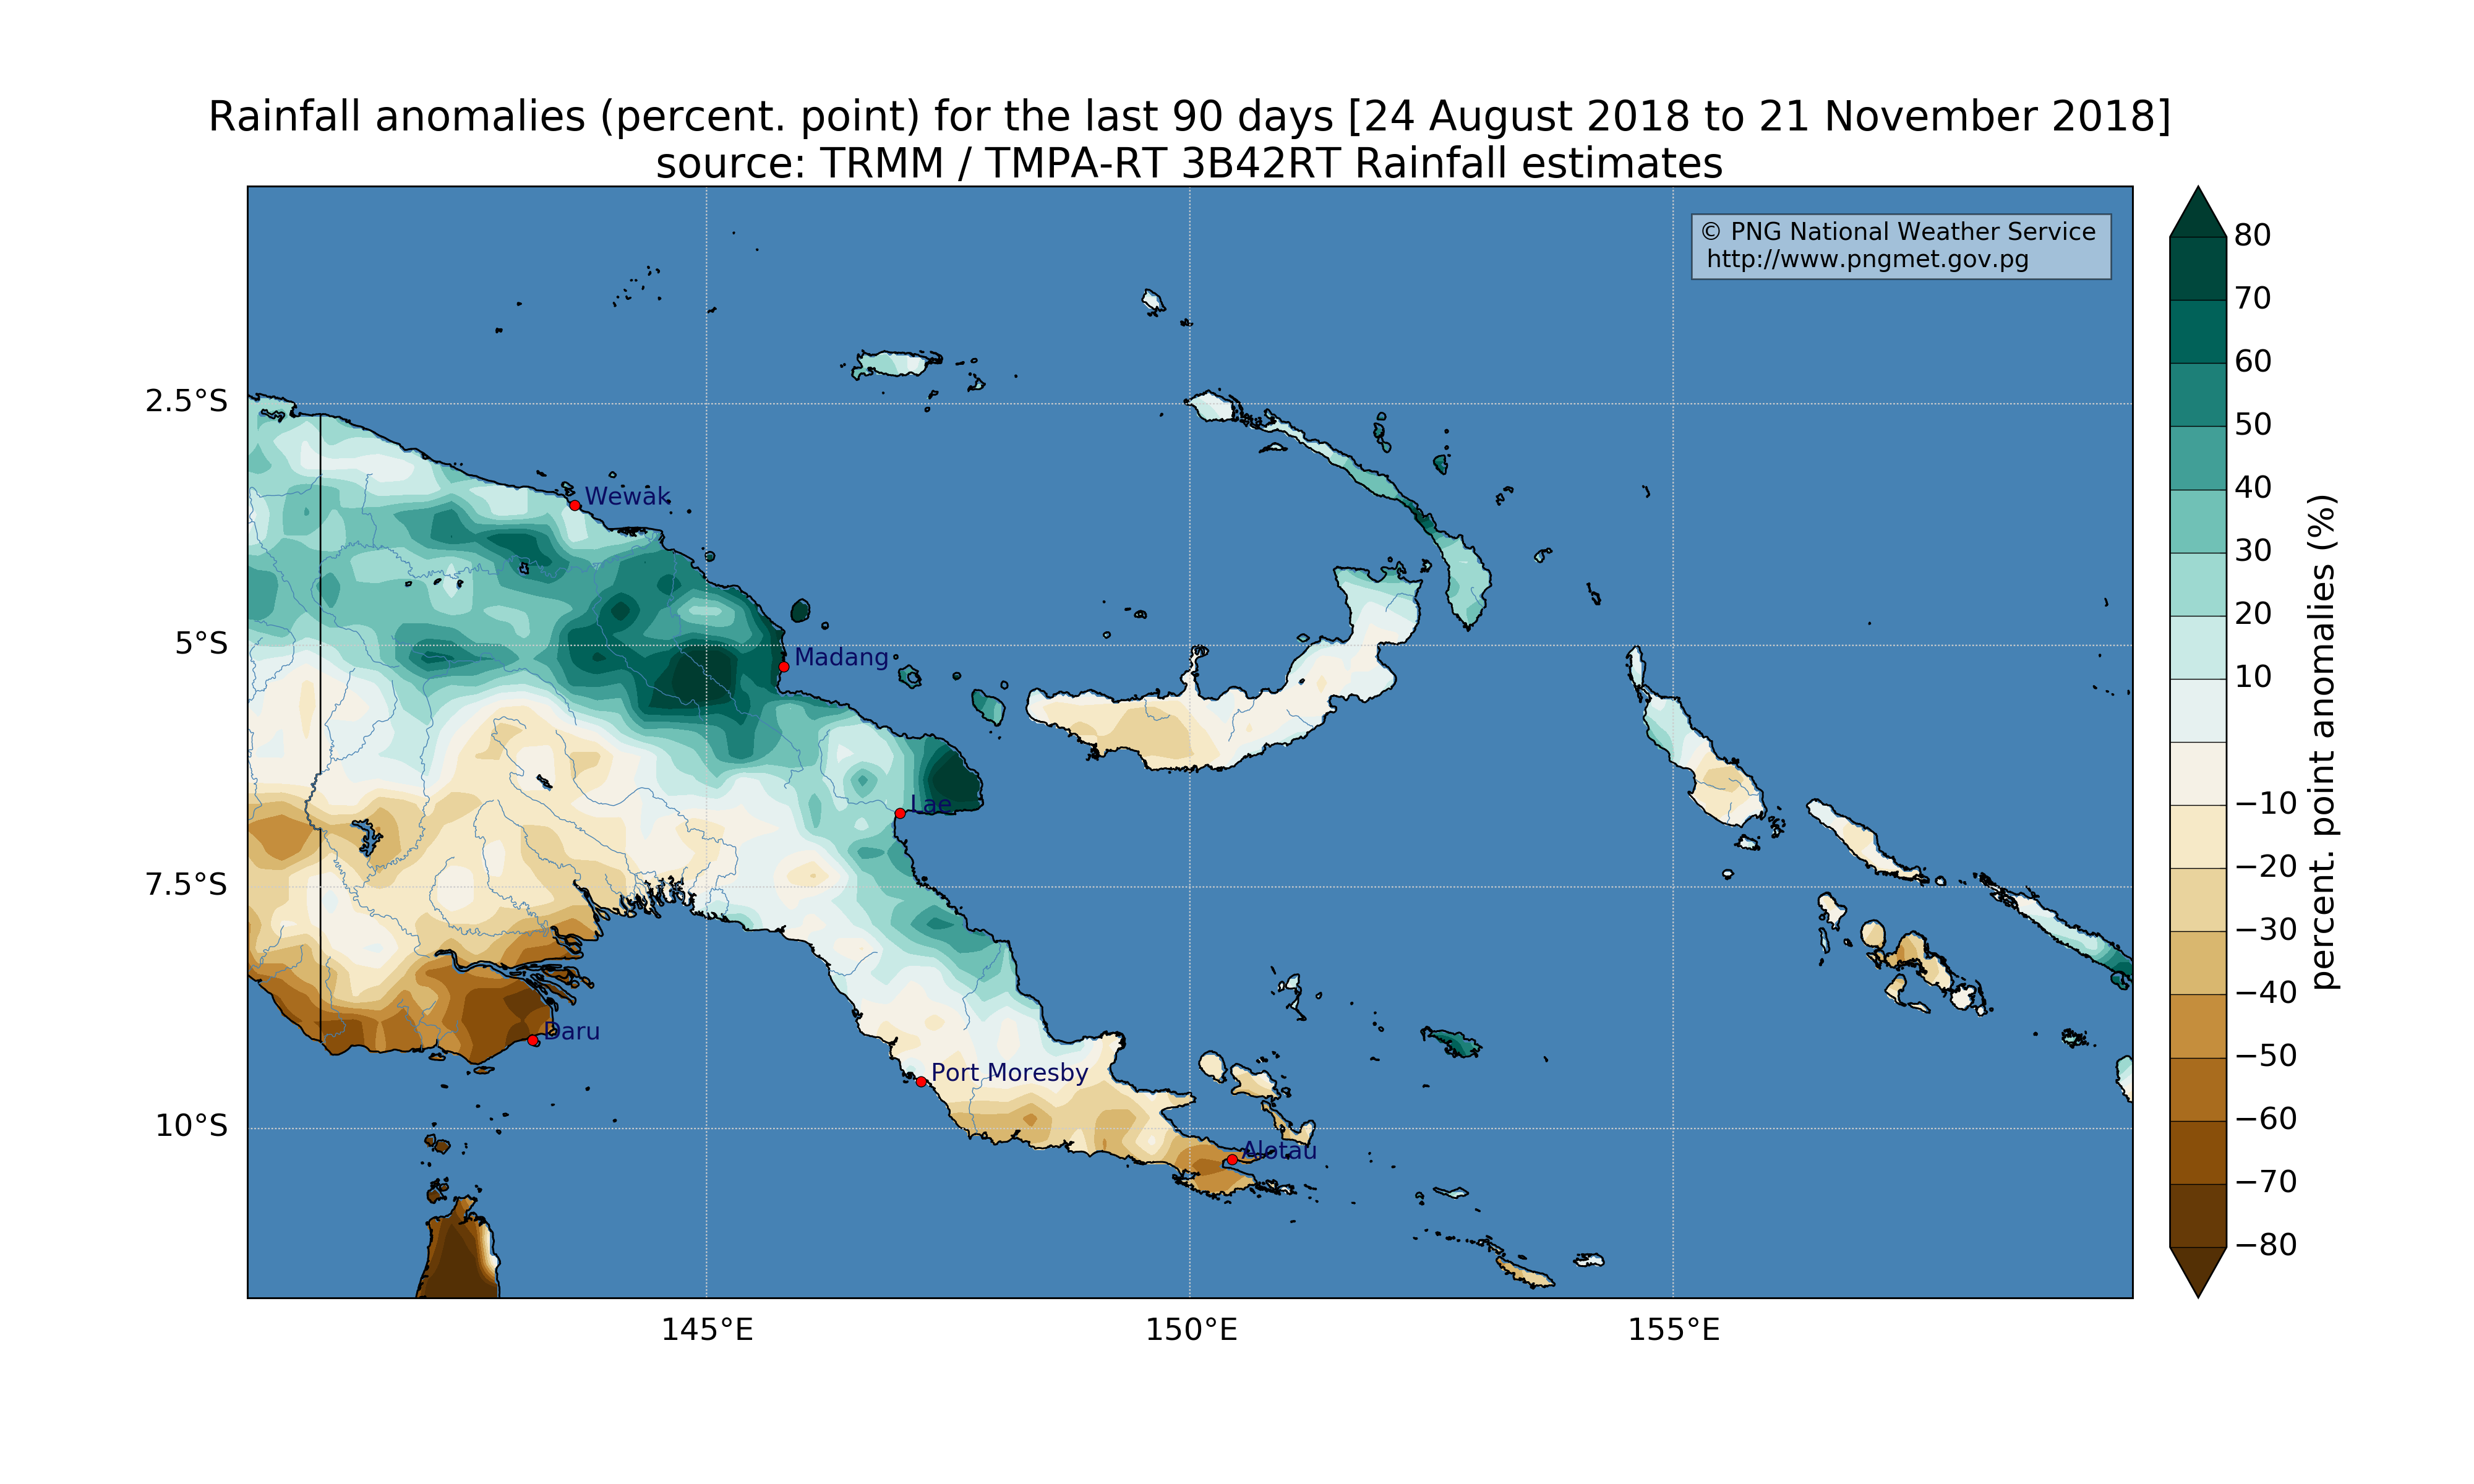 Rainfall anomalies (percent. point) for the last 90 days [24 August 2018 to 21 November 2018]
source: TRMM / TMPA-RT 3B42RT Rainfall estimates
© PNG National Weather Service
http://www.pngmet.gov.pg
2.5°S
5°S
7.5°S
10°S
145°E
150°E
155°E
Wewak
Madang
Lae
Daru
Port Moresby
Alotau
80
70
60
50
40
30
20
10
−10
−20
−30
−40
−50
−60
−70
−80
percent. point anomalies (%)